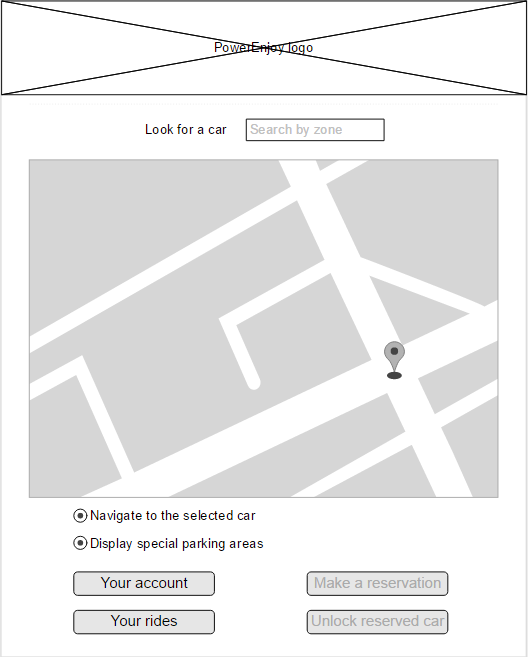 PowerEnjoy logo
Look for a car
Search by zone
Navigate to the selected car
Display special parking areas
Your account
Make a reservation
Your rides
Unlock reserved car